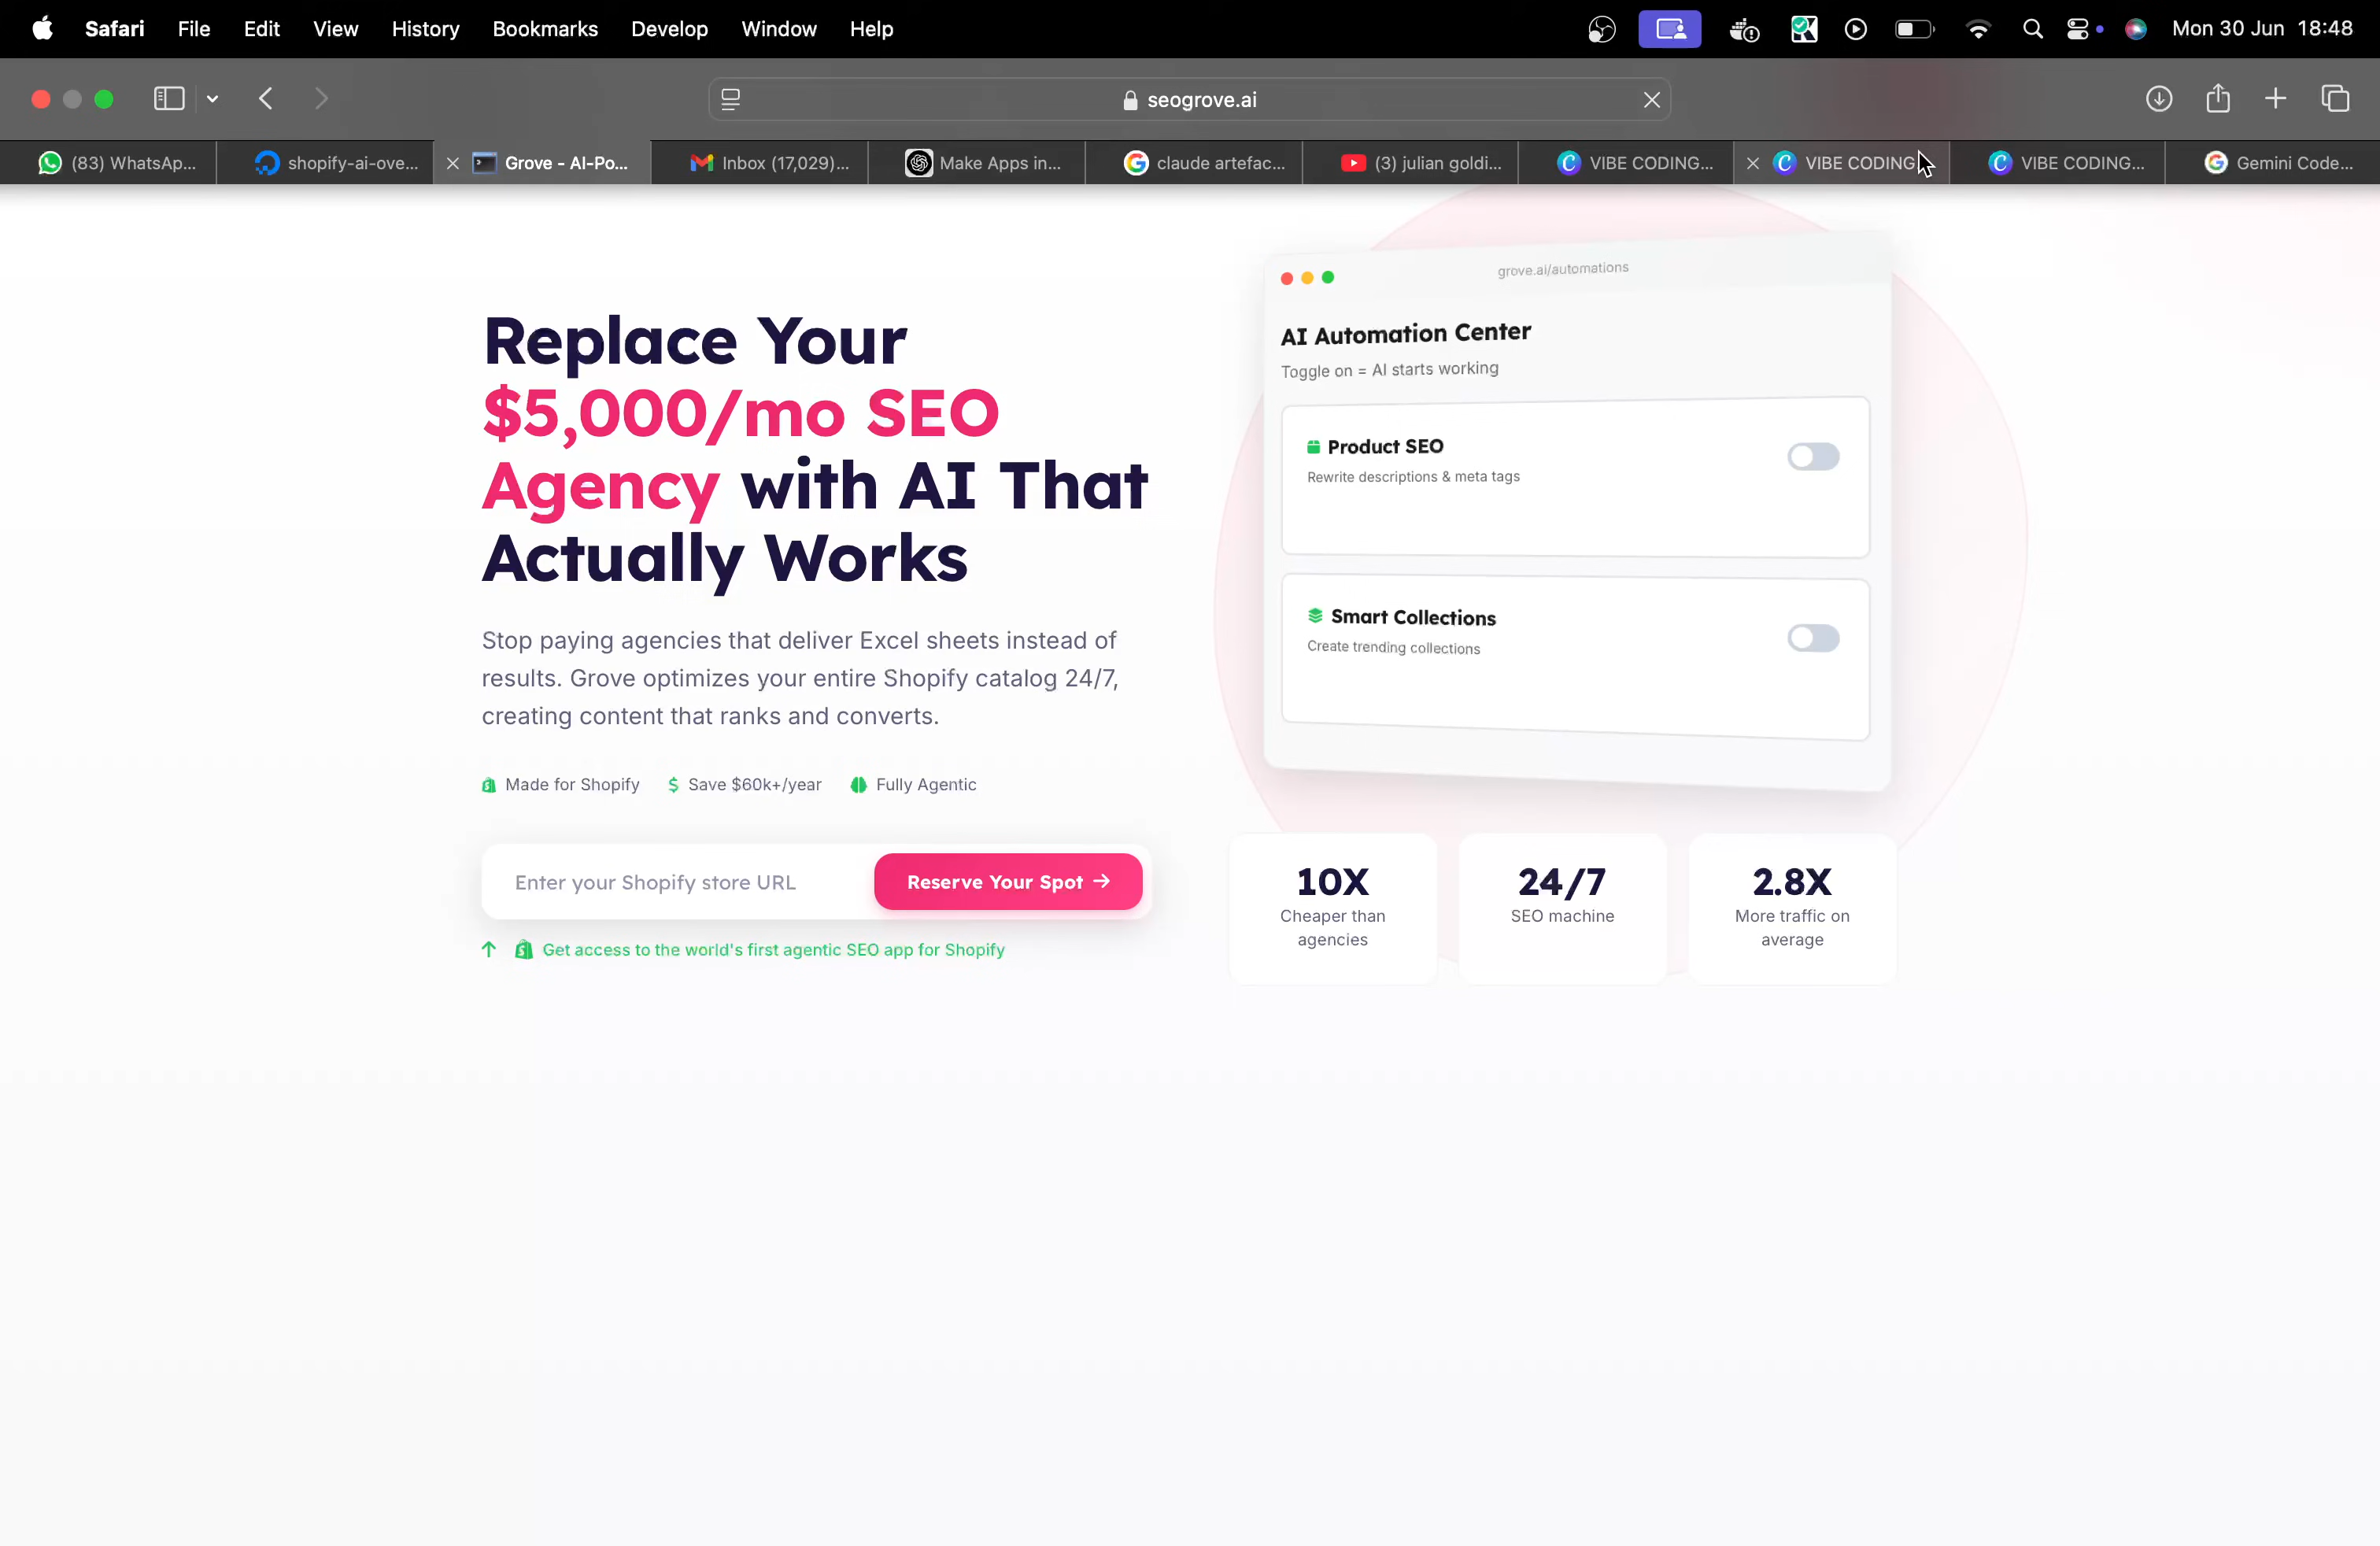 Safari File Edit View History Bookmarks Develop Window Help Mon 30 Jun 18:48
seogrove.ai
(83) WhatsAp... shopify-ai-ove... Grove - AI-Po... Inbox (17,029)... Make Apps in... claude artefac... (3) julian goldi... VIBE CODING... VIBE CODING VIBE CODING... Gemini Code...
Replace Your
$5,000/mo SEO
Agency with AI That
Actually Works
Stop paying agencies that deliver Excel sheets instead of
results. Grove optimizes your entire Shopify catalog 24/7,
creating content that ranks and converts.
Made for Shopify Save $60k+/year Fully Agentic
Enter your Shopify store URL Reserve Your Spot →
↑ Get access to the world's first agentic SEO app for Shopify
grove.ai/automations
AI Automation Center
Toggle on = AI starts working
Product SEO
Rewrite descriptions & meta tags
Smart Collections
Create trending collections
10X
Cheaper than
agencies
24/7
SEO machine
2.8X
More traffic on
average